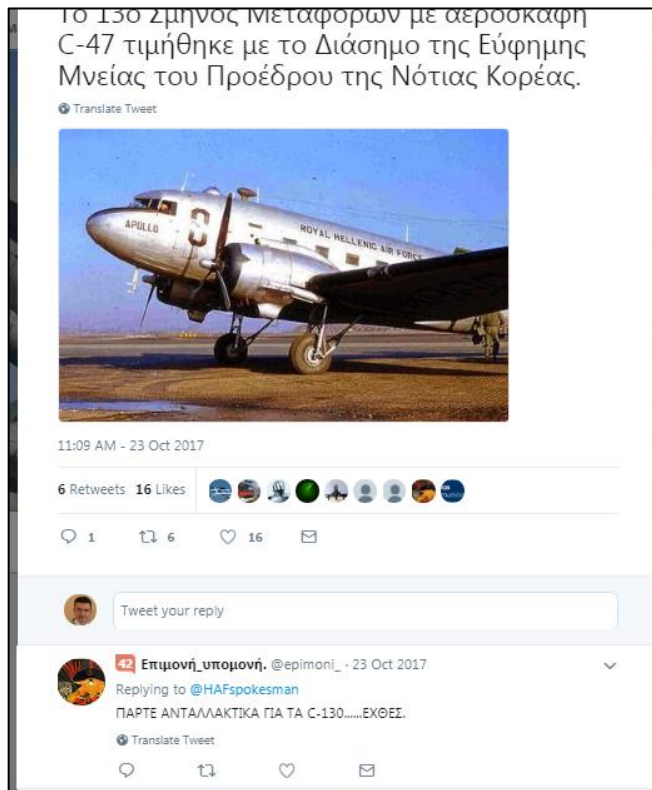 Το 13ο Σμήνος Μεταφορών με αεροσκάφη
C-47 τιμήθηκε με το Διάσημο της Εύφημης
Μνείας του Προέδρου της Νότιας Κορέας.
Translate Tweet
APOLLO
8
ROYAL HELLENIC AIR FORCE
11:09 AM - 23 Oct 2017
6 Retweets 16 Likes
1 6 16
Tweet your reply
42 Επιμονή_υπομονή. @epimoni_ · 23 Oct 2017
Replying to @HAFspokesman
ΠΑΡΤΕ ΑΝΤΑΛΛΑΚΤΙΚΑ ΓΙΑ ΤΑ C-130......ΕΧΘΕΣ.
Translate Tweet